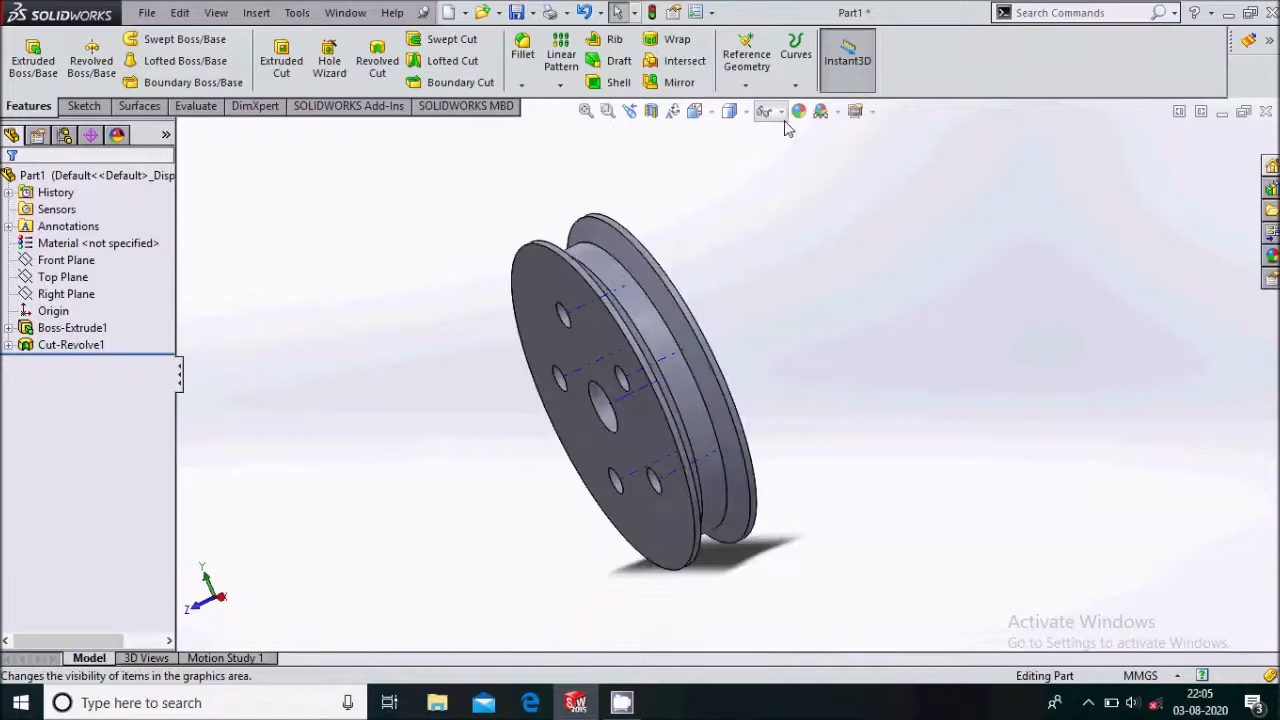 SOLIDWORKS File Edit View Insert Tools Window Help Part1 * Search Commands
Extruded Boss/Base
Revolved Boss/Base
Swept Boss/Base
Lofted Boss/Base
Boundary Boss/Base
Extruded Cut
Hole Wizard
Revolved Cut
Swept Cut
Lofted Cut
Boundary Cut
Fillet
Linear Pattern
Rib
Draft
Shell
Wrap
Intersect
Mirror
Reference Geometry
Curves
Instant3D
Features Sketch Surfaces Evaluate DimXpert SOLIDWORKS Add-Ins SOLIDWORKS MBD
Part1 (Default<<Default>_Disp
History
Sensors
Annotations
Material <not specified>
Front Plane
Top Plane
Right Plane
Origin
Boss-Extrude1
Cut-Revolve1
Y
Z
X
Activate Windows
Go to Settings to activate Windows.
Model 3D Views Motion Study 1
Changes the visibility of items in the graphics area. Editing Part MMGS
Type here to search
2015
22:05
03-08-2020
3